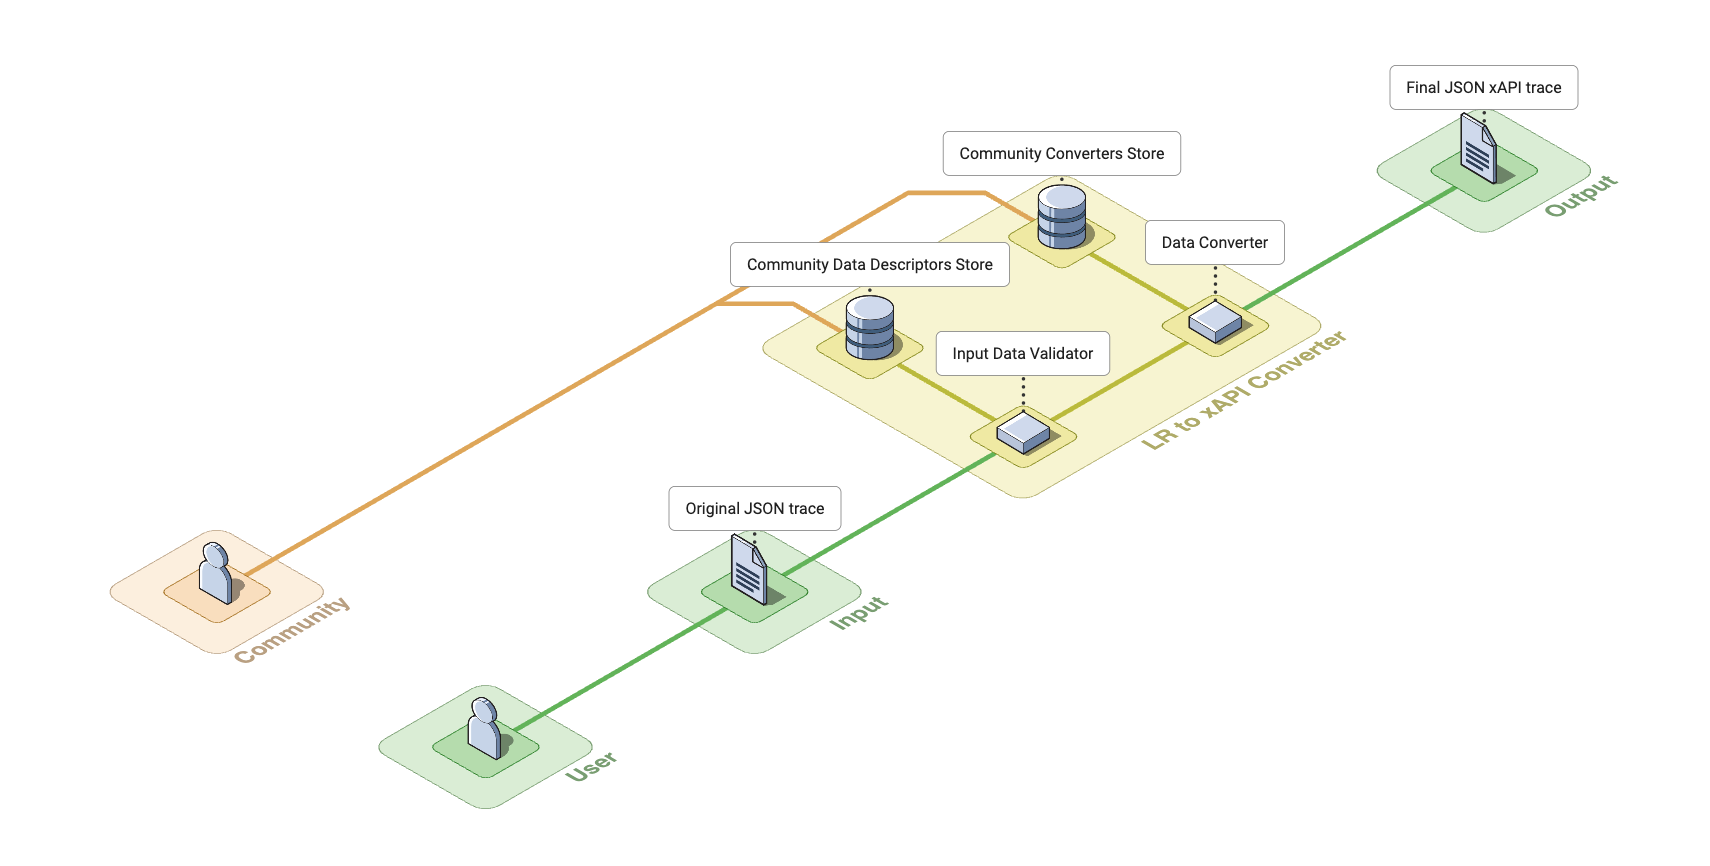 Final JSON xAPI trace
Output
Community Converters Store
Data Converter
Community Data Descriptors Store
Input Data Validator
LR to xAPI Converter
Original JSON trace
Input
Community
User